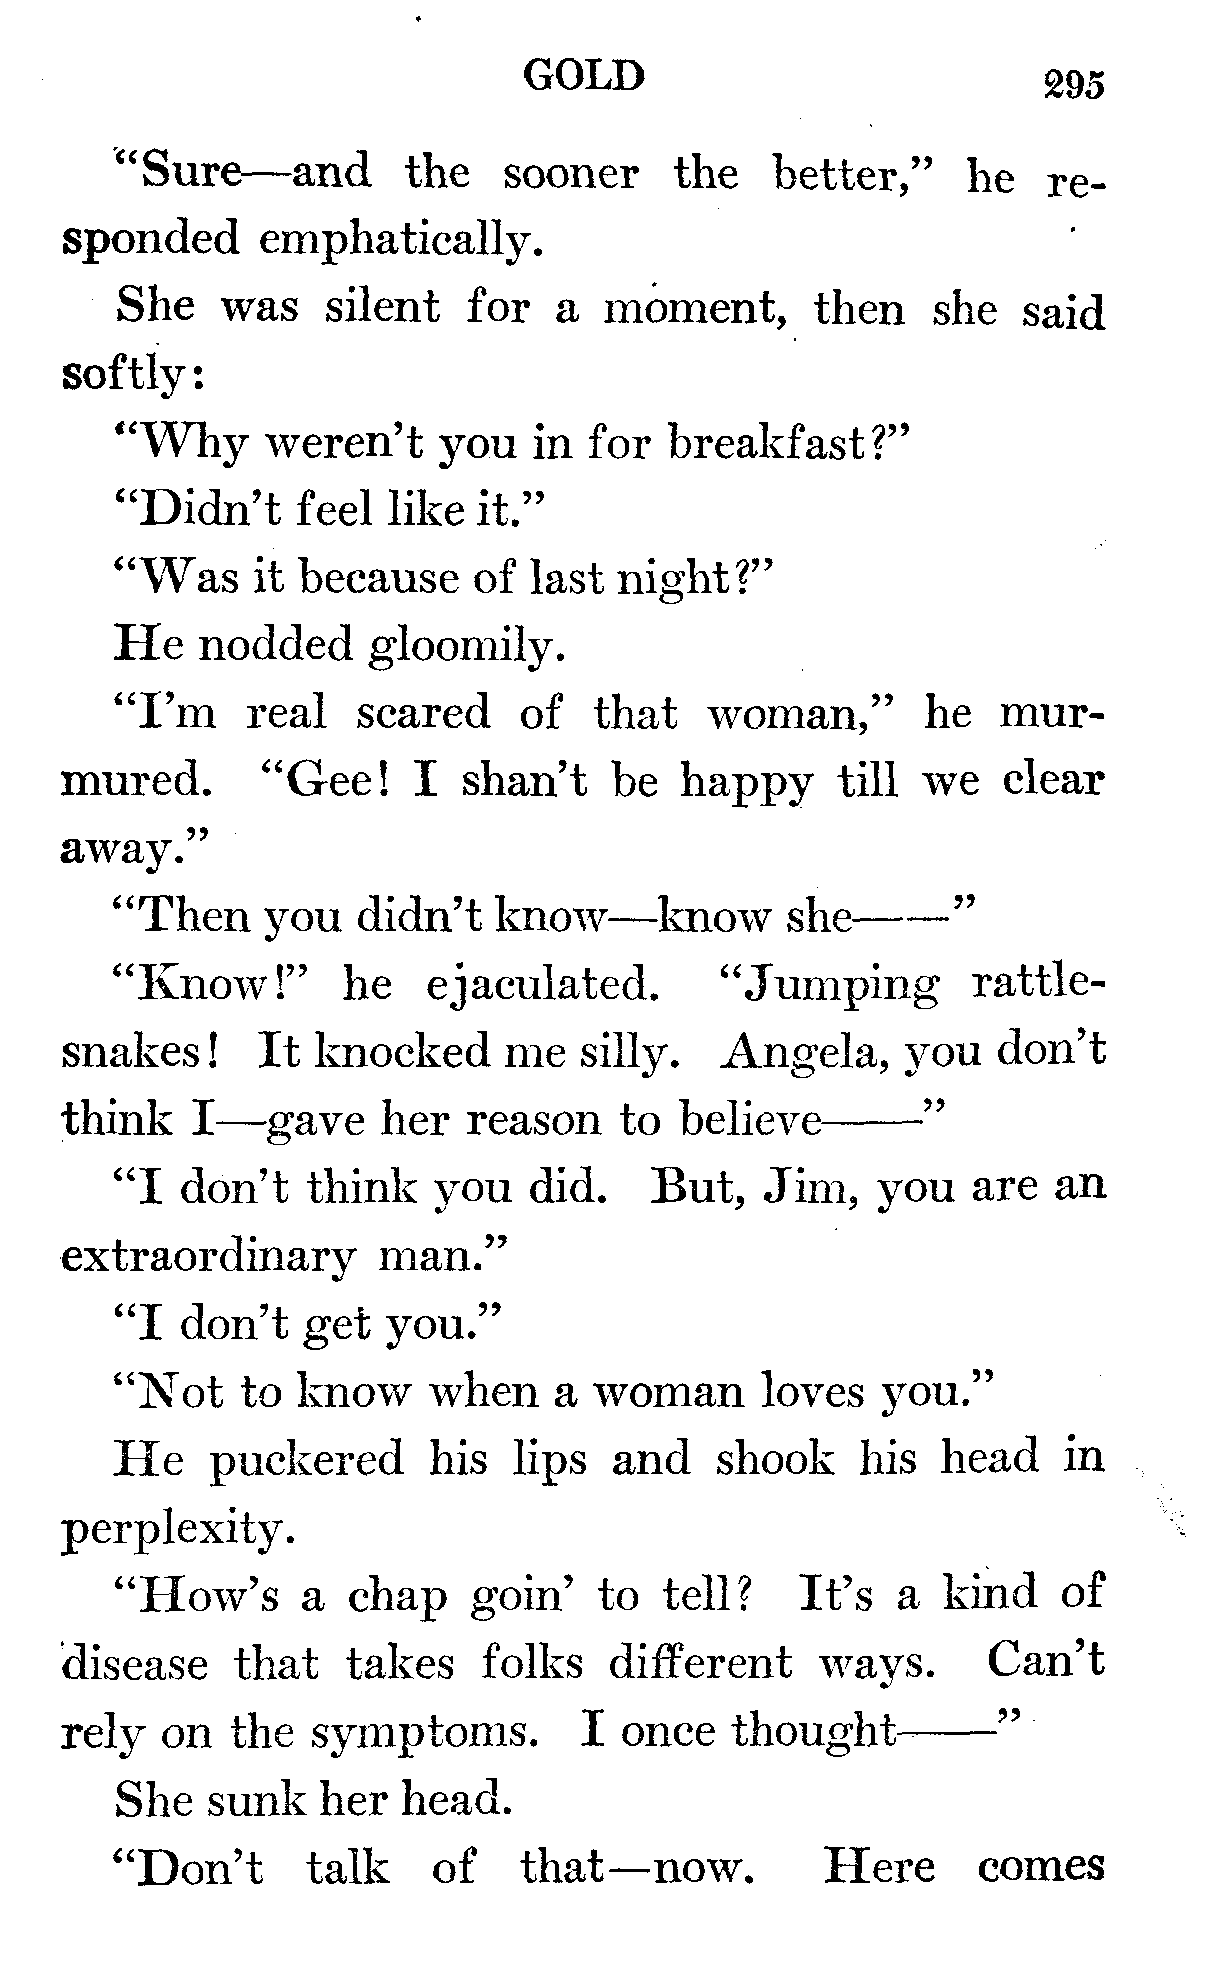 GOLD 295
“Sure—and the sooner the better,” he re-
sponded emphatically.
She was silent for a moment, then she said
softly:
“Why weren’t you in for breakfast?”
“Didn’t feel like it.”
“Was it because of last night?”
He nodded gloomily.
“I’m real scared of that woman,” he mur-
mured. “Gee! I shan’t be happy till we clear
away.”
“Then you didn’t know—know she——”
“Know!” he ejaculated. “Jumping rattle-
snakes! It knocked me silly. Angela, you don’t
think I—gave her reason to believe——”
“I don’t think you did. But, Jim, you are an
extraordinary man.”
“I don’t get you.”
“Not to know when a woman loves you.”
He puckered his lips and shook his head in
perplexity.
“How’s a chap goin’ to tell? It’s a kind of
disease that takes folks different ways. Can’t
rely on the symptoms. I once thought——”
She sunk her head.
“Don’t talk of that—now. Here comes